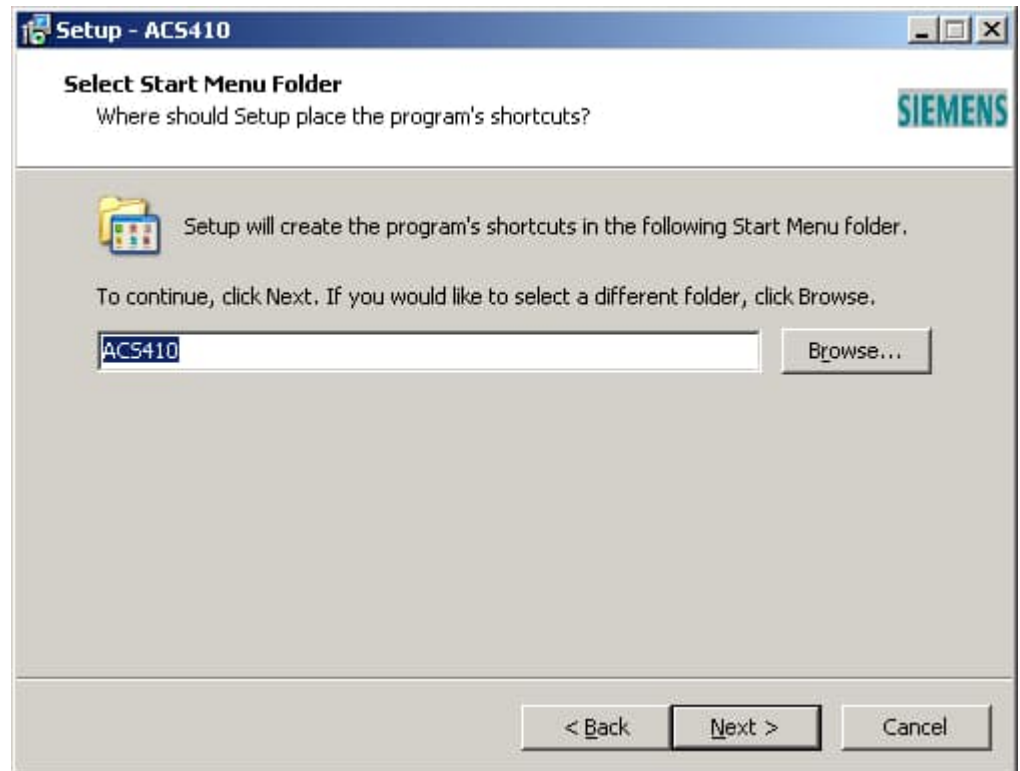 Setup - ACS410
Select Start Menu Folder
Where should Setup place the program's shortcuts?
SIEMENS
Setup will create the program's shortcuts in the following Start Menu folder.
To continue, click Next. If you would like to select a different folder, click Browse.
ACS410
Browse...
< Back
Next >
Cancel